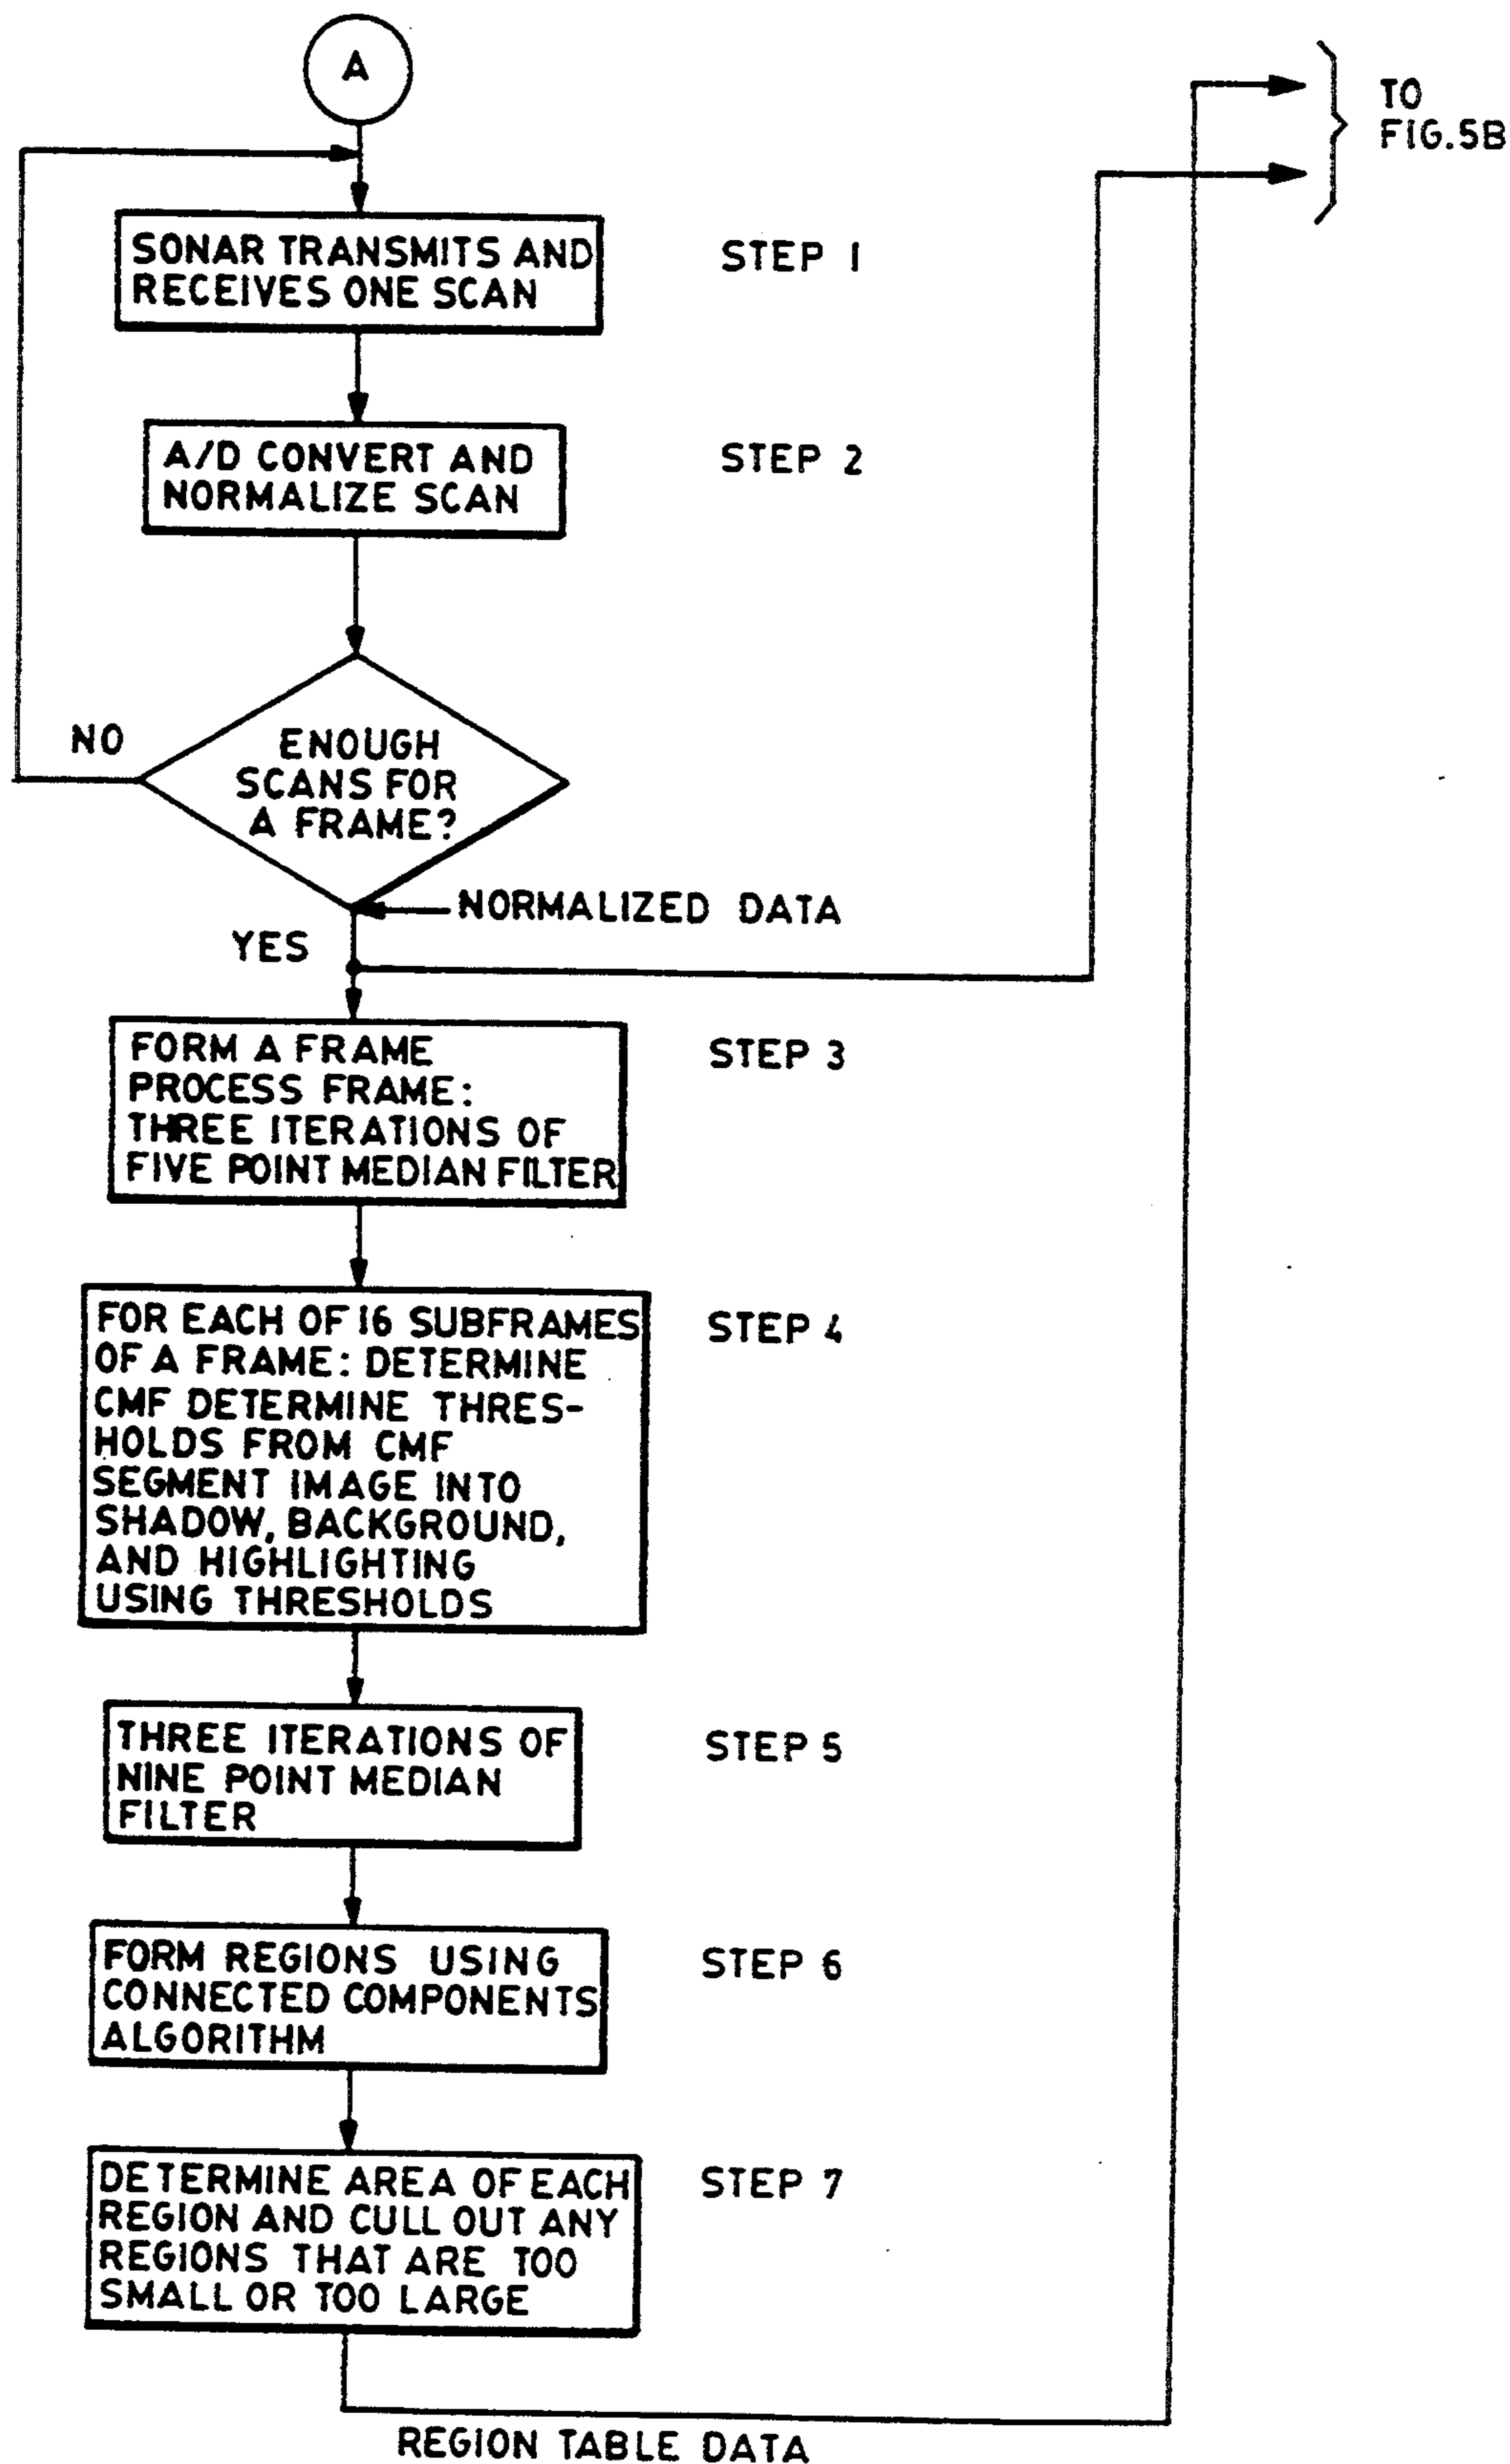 A
TO
FIG.5B
SONAR TRANSMITS AND
RECEIVES ONE SCAN
STEP 1
A/D CONVERT AND
NORMALIZE SCAN
STEP 2
NO
ENOUGH
SCANS FOR
A FRAME?
NORMALIZED DATA
YES
FORM A FRAME
PROCESS FRAME:
THREE ITERATIONS OF
FIVE POINT MEDIAN FILTER
STEP 3
FOR EACH OF 16 SUBFRAMES
OF A FRAME: DETERMINE
CMF DETERMINE THRES-
HOLDS FROM CMF
SEGMENT IMAGE INTO
SHADOW, BACKGROUND,
AND HIGHLIGHTING
USING THRESHOLDS
STEP 4
THREE ITERATIONS OF
NINE POINT MEDIAN
FILTER
STEP 5
FORM REGIONS USING
CONNECTED COMPONENTS
ALGORITHM
STEP 6
DETERMINE AREA OF EACH
REGION AND CULL OUT ANY
REGIONS THAT ARE TOO
SMALL OR TOO LARGE
STEP 7
REGION TABLE DATA